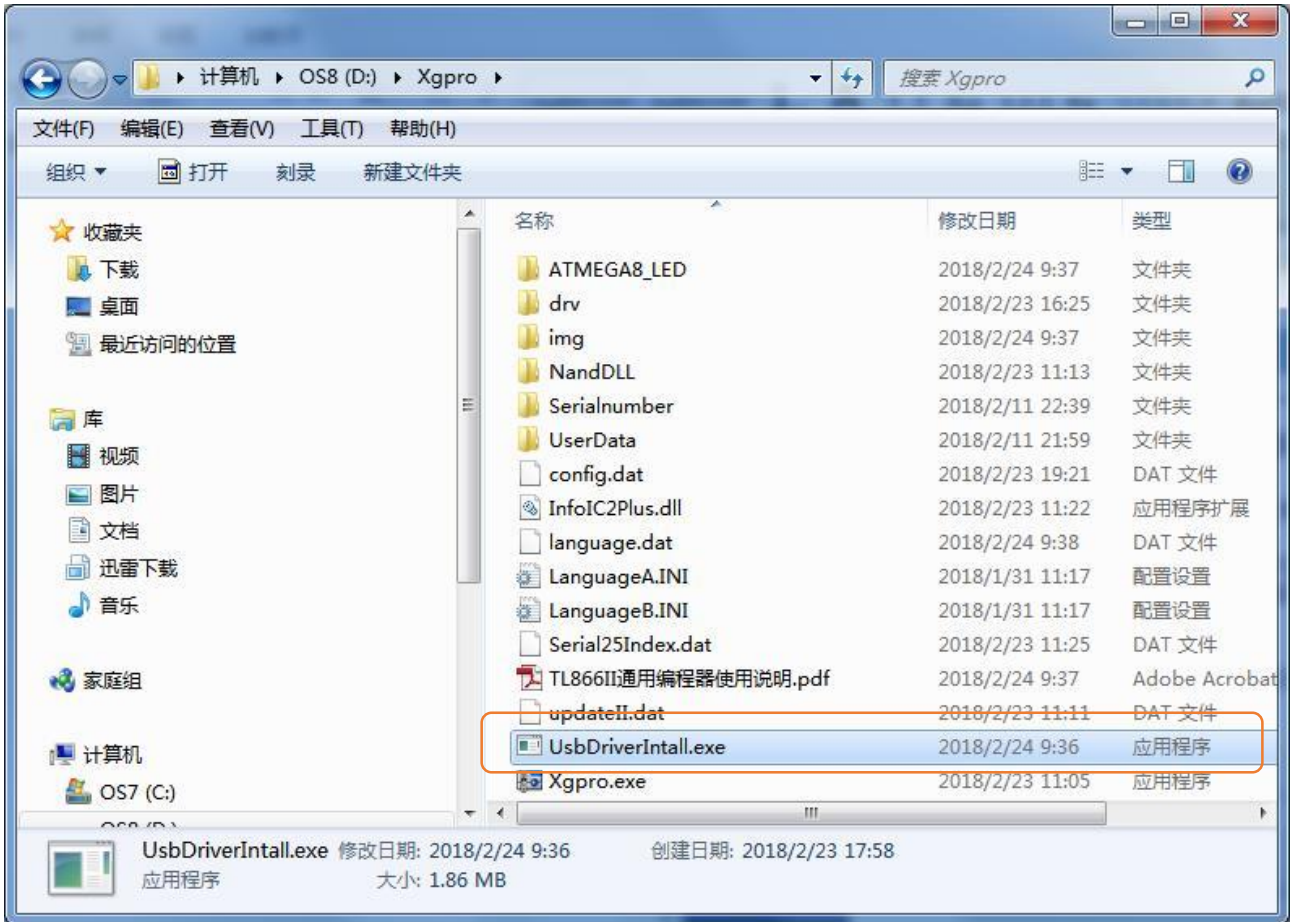 计算机 OS8 (D:) Xgpro 搜索 Xgpro
文件(F) 编辑(E) 查看(V) 工具(T) 帮助(H)
组织 打开 刻录 新建文件夹
收藏夹
下载
桌面
最近访问的位置
库
视频
图片
文档
迅雷下载
音乐
家庭组
计算机
OS7 (C:)
OS8 (D:)
名称 修改日期 类型
ATMEGA8_LED 2018/2/24 9:37 文件夹
drv 2018/2/23 16:25 文件夹
img 2018/2/24 9:37 文件夹
NandDLL 2018/2/23 11:13 文件夹
Serialnumber 2018/2/11 22:39 文件夹
UserData 2018/2/11 21:59 文件夹
config.dat 2018/2/23 19:21 DAT 文件
InfoIC2Plus.dll 2018/2/23 11:22 应用程序扩展
language.dat 2018/2/24 9:38 DAT 文件
LanguageA.INI 2018/1/31 11:17 配置设置
LanguageB.INI 2018/1/31 11:17 配置设置
Serial25Index.dat 2018/2/23 11:25 DAT 文件
TL866II通用编程器使用说明.pdf 2018/2/24 9:37 Adobe Acrobat
updateII.dat 2018/2/23 11:11 DAT 文件
UsbDriverIntall.exe 2018/2/24 9:36 应用程序
Xgpro.exe 2018/2/23 11:05 应用程序
UsbDriverIntall.exe 修改日期: 2018/2/24 9:36 创建日期: 2018/2/23 17:58
应用程序 大小: 1.86 MB